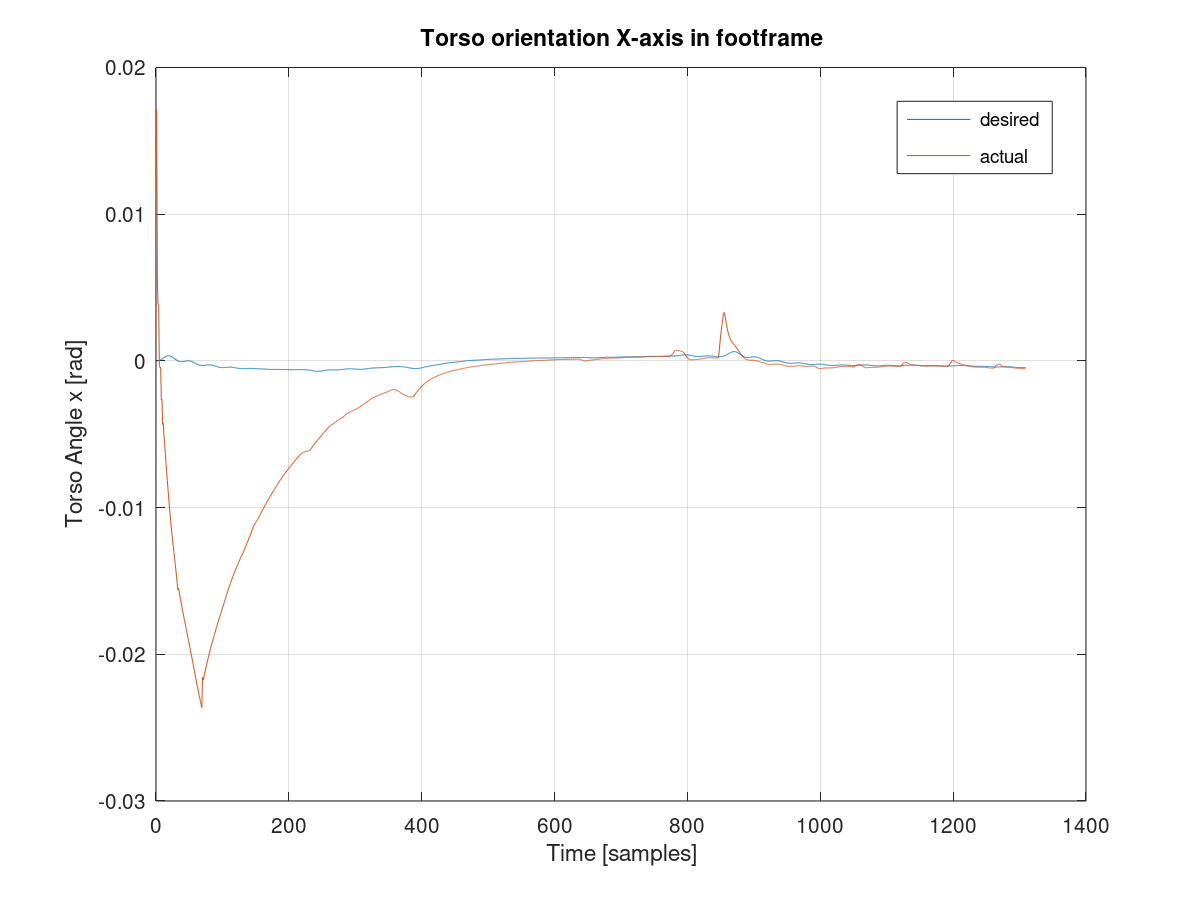 Torso orientation X-axis in footframe
0.02
0.01
0
-0.01
-0.02
-0.03
Torso Angle x [rad]
desired
actual
0 200 400 600 800 1000 1200 1400
Time [samples]